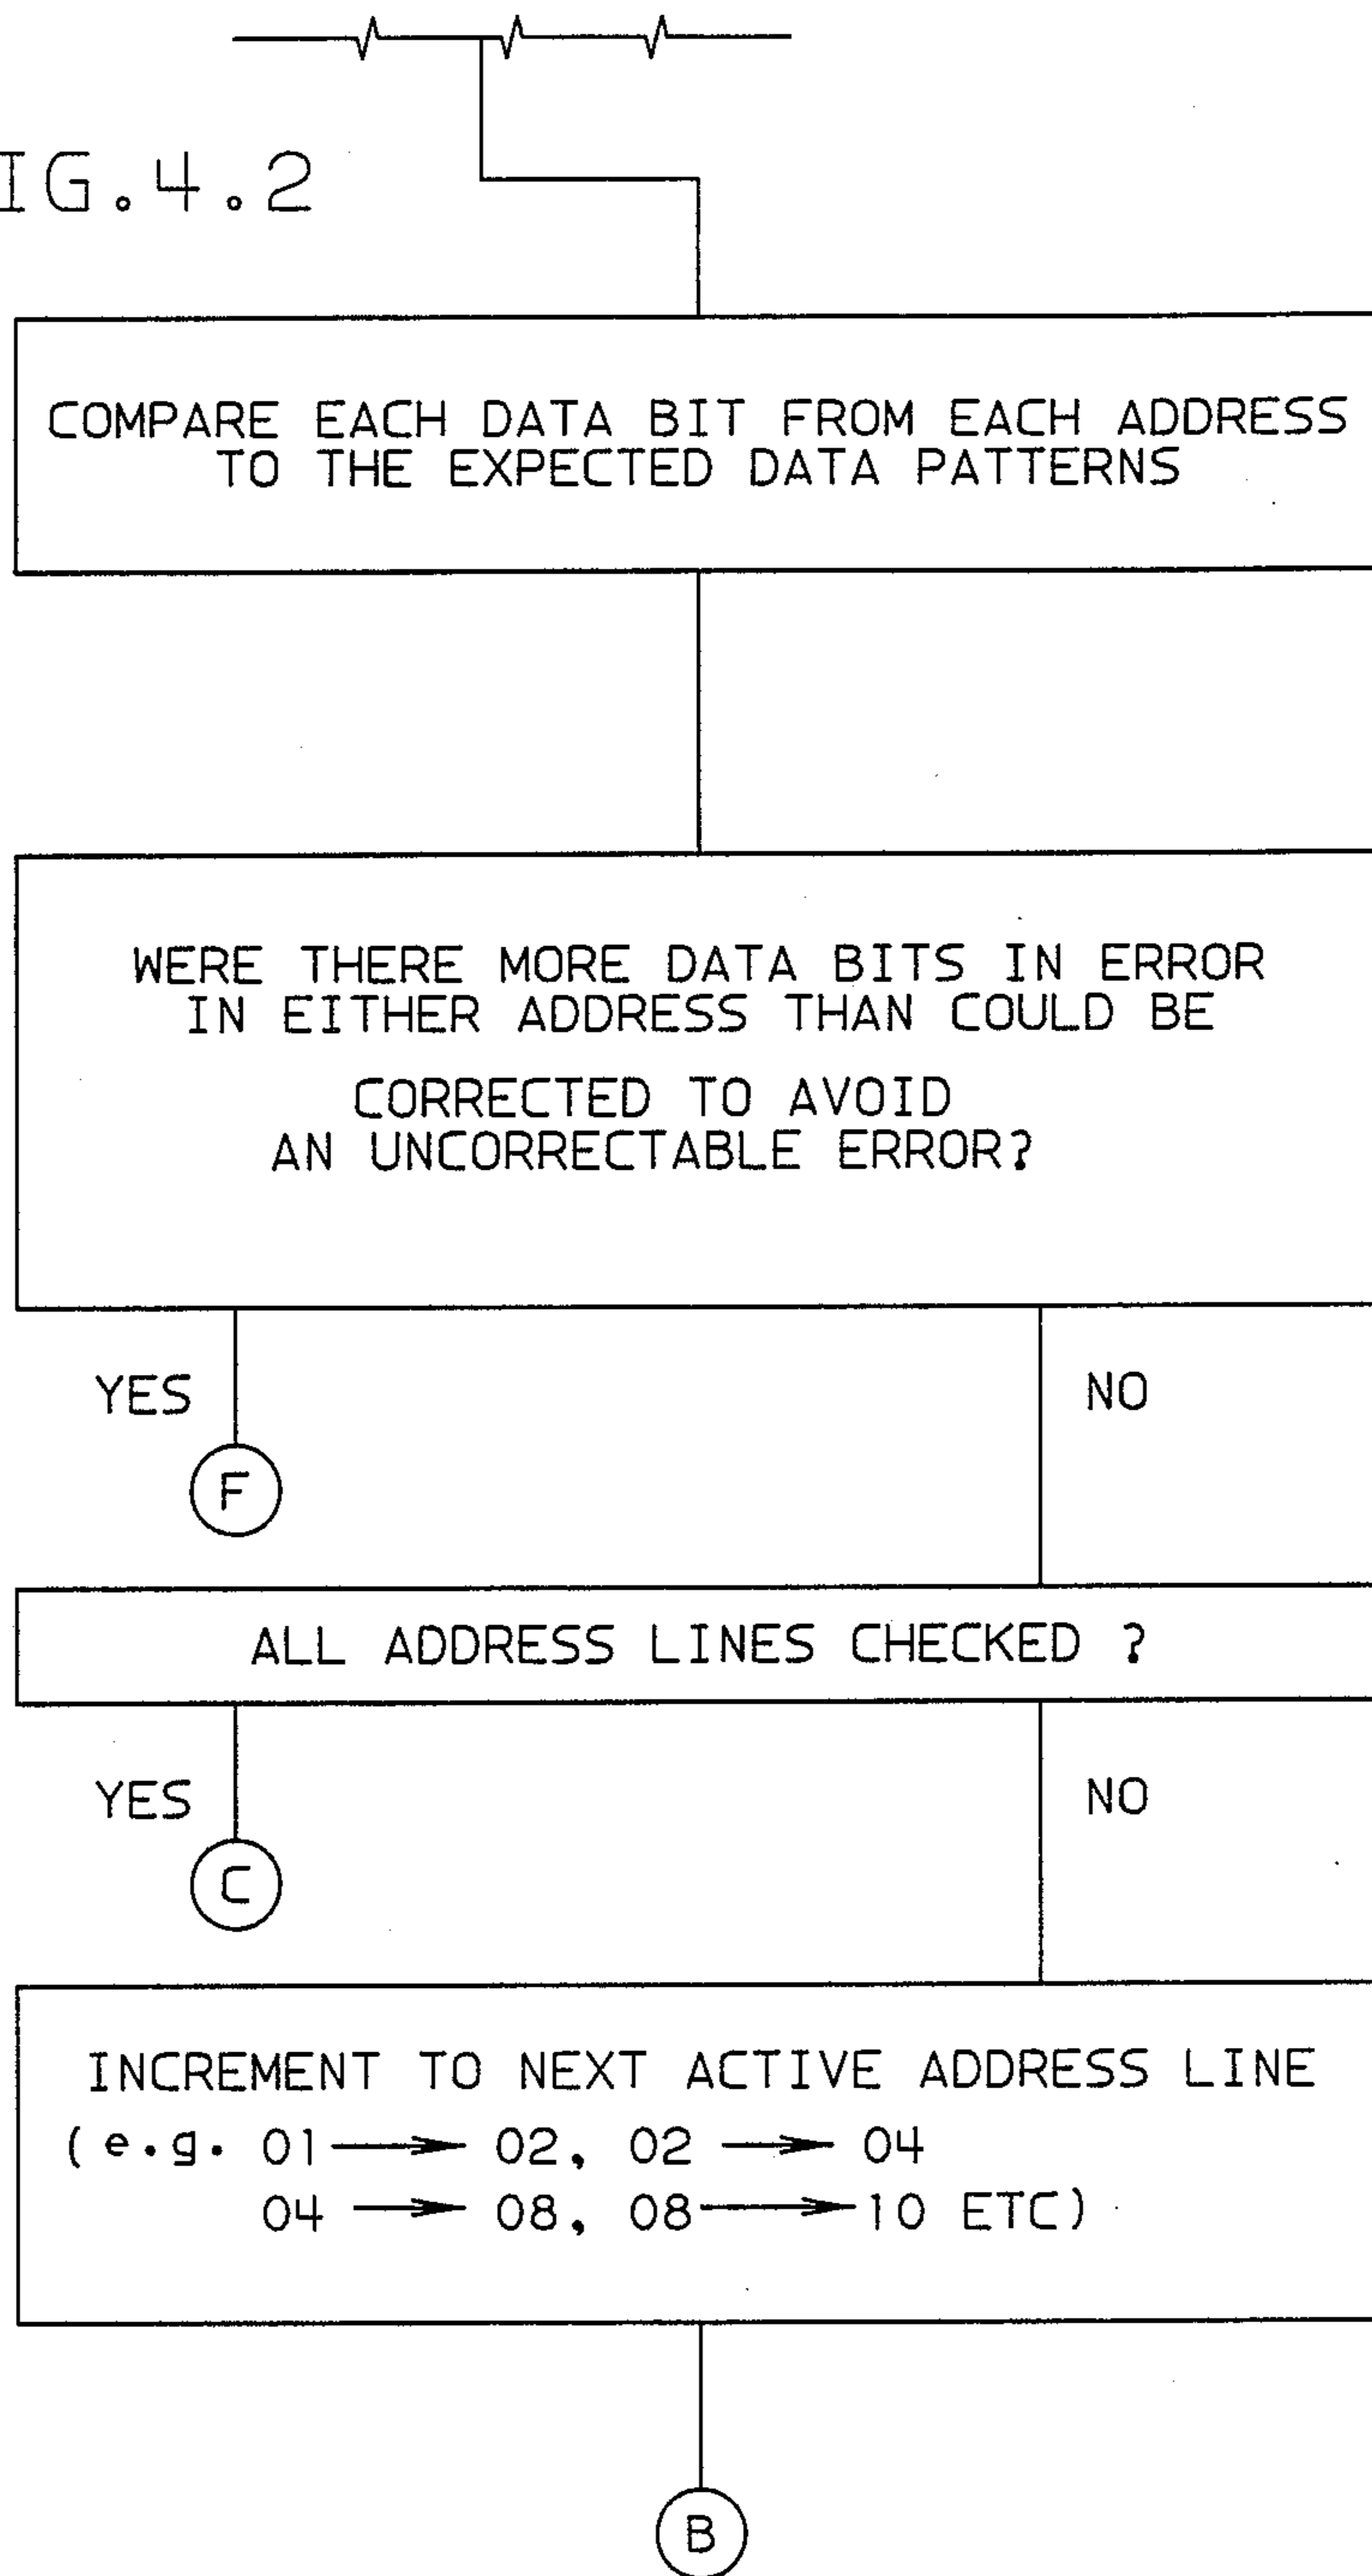 IG.4.2
COMPARE EACH DATA BIT FROM EACH ADDRESS
TO THE EXPECTED DATA PATTERNS
WERE THERE MORE DATA BITS IN ERROR
IN EITHER ADDRESS THAN COULD BE
CORRECTED TO AVOID
AN UNCORRECTABLE ERROR?
YES
NO
F
ALL ADDRESS LINES CHECKED ?
YES
NO
C
INCREMENT TO NEXT ACTIVE ADDRESS LINE
(e.g. 01 → 02, 02 → 04
04 → 08, 08 → 10 ETC)
B